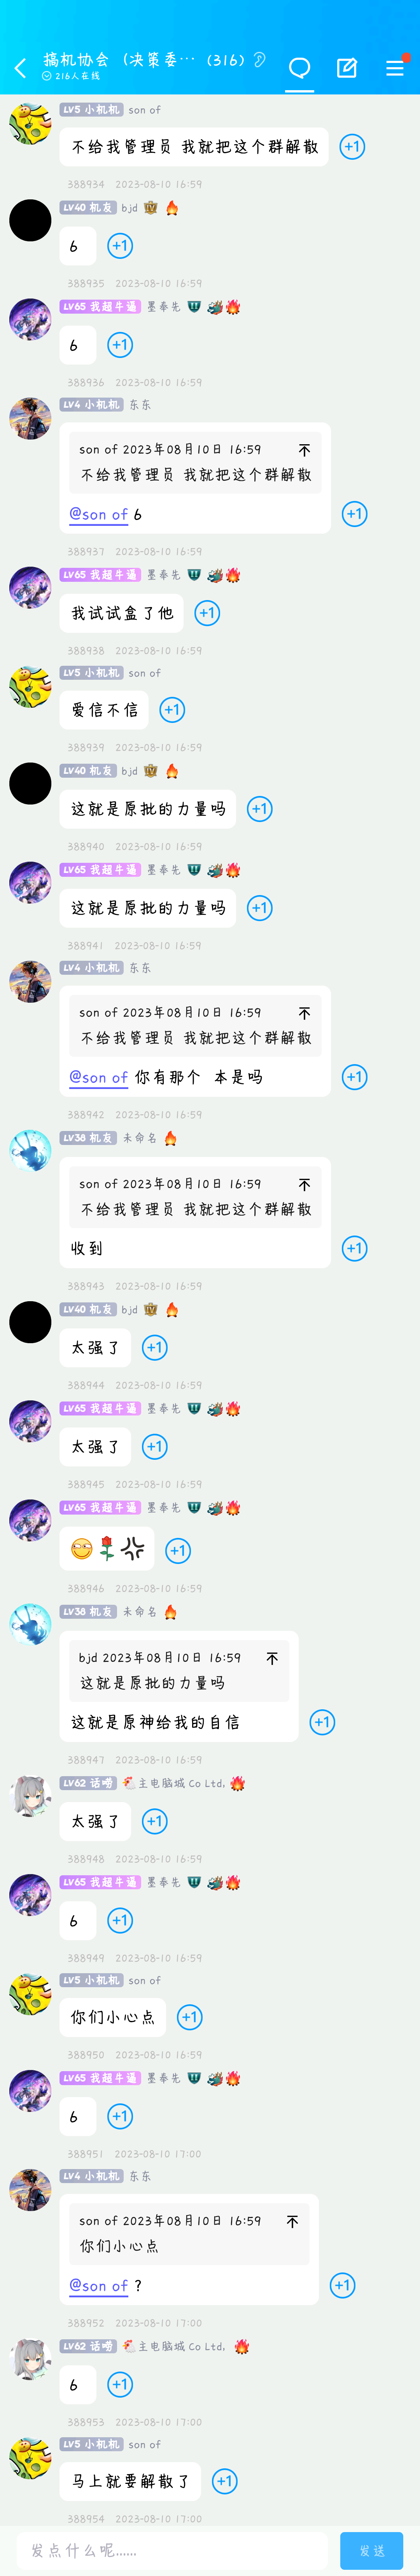 搞机协会 (决策委… (316)
216人在线
LV5 小机机 son of
不给我管理员 我就把这个群解散
+1
388934 2023-08-10 16:59
LV40 机友 bjd
6
+1
388935 2023-08-10 16:59
LV65 我超牛逼 墨奉先
6
+1
388936 2023-08-10 16:59
LV4 小机机 东东
son of 2023年08月10日 16:59
不给我管理员 我就把这个群解散
@son of 6
+1
388937 2023-08-10 16:59
LV65 我超牛逼 墨奉先
我试试盒了他
+1
388938 2023-08-10 16:59
LV5 小机机 son of
爱信不信
+1
388939 2023-08-10 16:59
LV40 机友 bjd
这就是原批的力量吗
+1
388940 2023-08-10 16:59
LV65 我超牛逼 墨奉先
这就是原批的力量吗
+1
388941 2023-08-10 16:59
LV4 小机机 东东
son of 2023年08月10日 16:59
不给我管理员 我就把这个群解散
@son of 你有那个 本是吗
+1
388942 2023-08-10 16:59
LV38 机友 未命名
son of 2023年08月10日 16:59
不给我管理员 我就把这个群解散
收到
+1
388943 2023-08-10 16:59
LV40 机友 bjd
太强了
+1
388944 2023-08-10 16:59
LV65 我超牛逼 墨奉先
太强了
+1
388945 2023-08-10 16:59
LV65 我超牛逼 墨奉先
+1
388946 2023-08-10 16:59
LV38 机友 未命名
bjd 2023年08月10日 16:59
这就是原批的力量吗
这就是原神给我的自信
+1
388947 2023-08-10 16:59
LV62 话唠 主电脑城 Co Ltd,
太强了
+1
388948 2023-08-10 16:59
LV65 我超牛逼 墨奉先
6
+1
388949 2023-08-10 16:59
LV5 小机机 son of
你们小心点
+1
388950 2023-08-10 16:59
LV65 我超牛逼 墨奉先
6
+1
388951 2023-08-10 17:00
LV4 小机机 东东
son of 2023年08月10日 16:59
你们小心点
@son of ?
+1
388952 2023-08-10 17:00
LV62 话唠 主电脑城 Co Ltd,
6
+1
388953 2023-08-10 17:00
LV5 小机机 son of
马上就要解散了
+1
388954 2023-08-10 17:00
发点什么呢......
发送